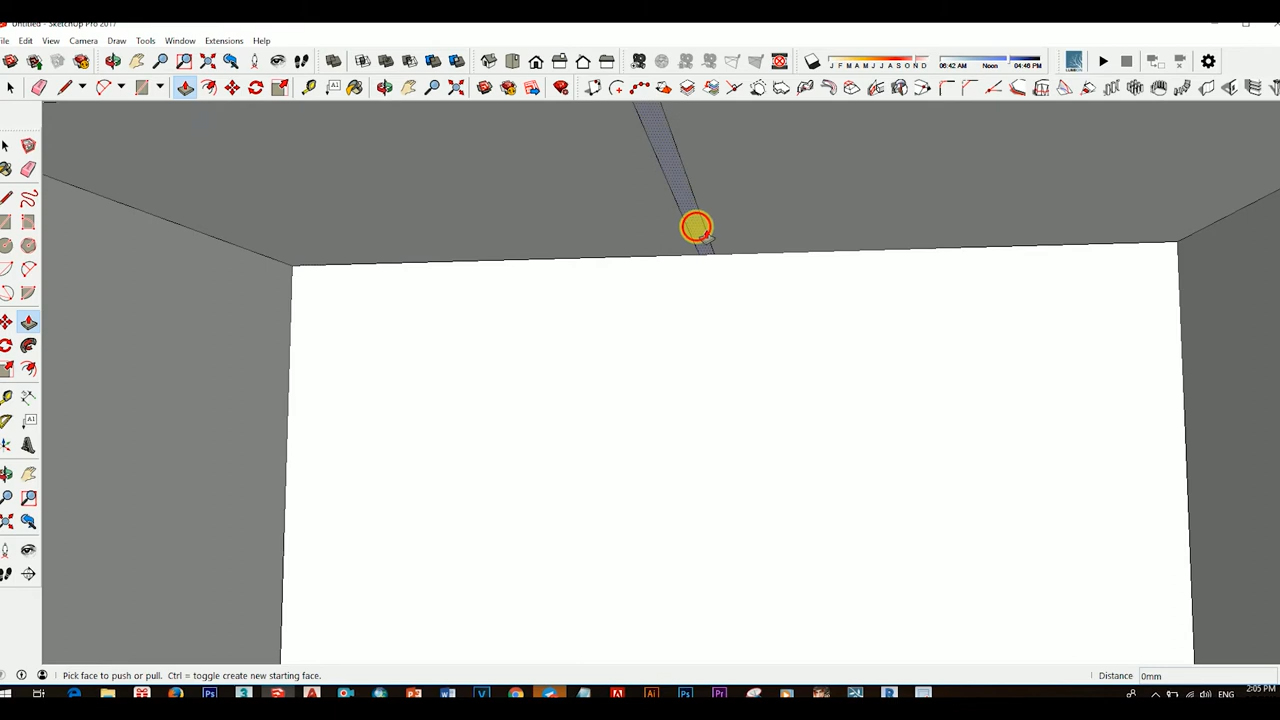 Untitled - SketchUp Pro 2017
File Edit View Camera Draw Tools Window Extensions Help
J F M A M J J A S O N D 06:42 AM Noon 04:46 PM
Pick face to push or pull. Ctrl = toggle create new starting face. Distance 0mm
ENG 2:05 PM